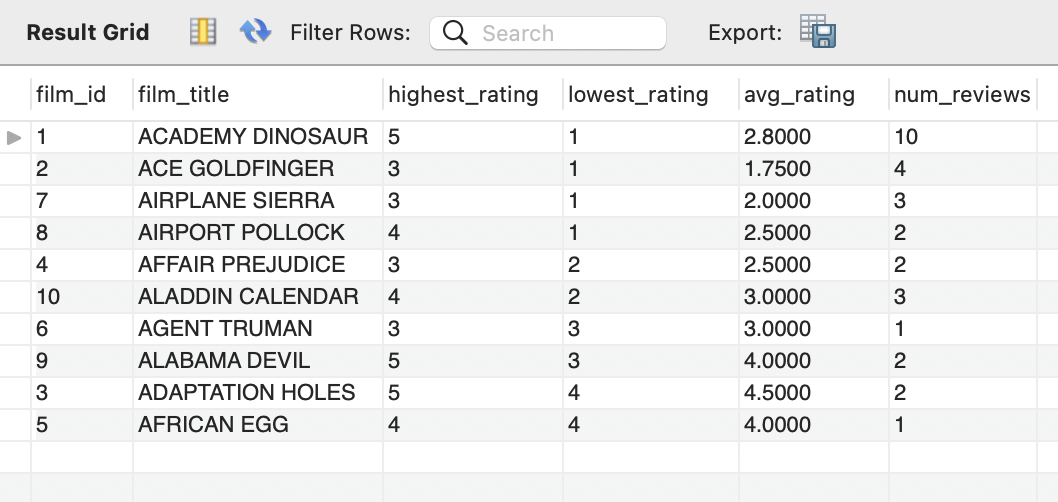 Result Grid Filter Rows: Search Export:
film_id film_title highest_rating lowest_rating avg_rating num_reviews
1 ACADEMY DINOSAUR 5 1 2.8000 10
2 ACE GOLDFINGER 3 1 1.7500 4
7 AIRPLANE SIERRA 3 1 2.0000 3
8 AIRPORT POLLOCK 4 1 2.5000 2
4 AFFAIR PREJUDICE 3 2 2.5000 2
10 ALADDIN CALENDAR 4 2 3.0000 3
6 AGENT TRUMAN 3 3 3.0000 1
9 ALABAMA DEVIL 5 3 4.0000 2
3 ADAPTATION HOLES 5 4 4.5000 2
5 AFRICAN EGG 4 4 4.0000 1